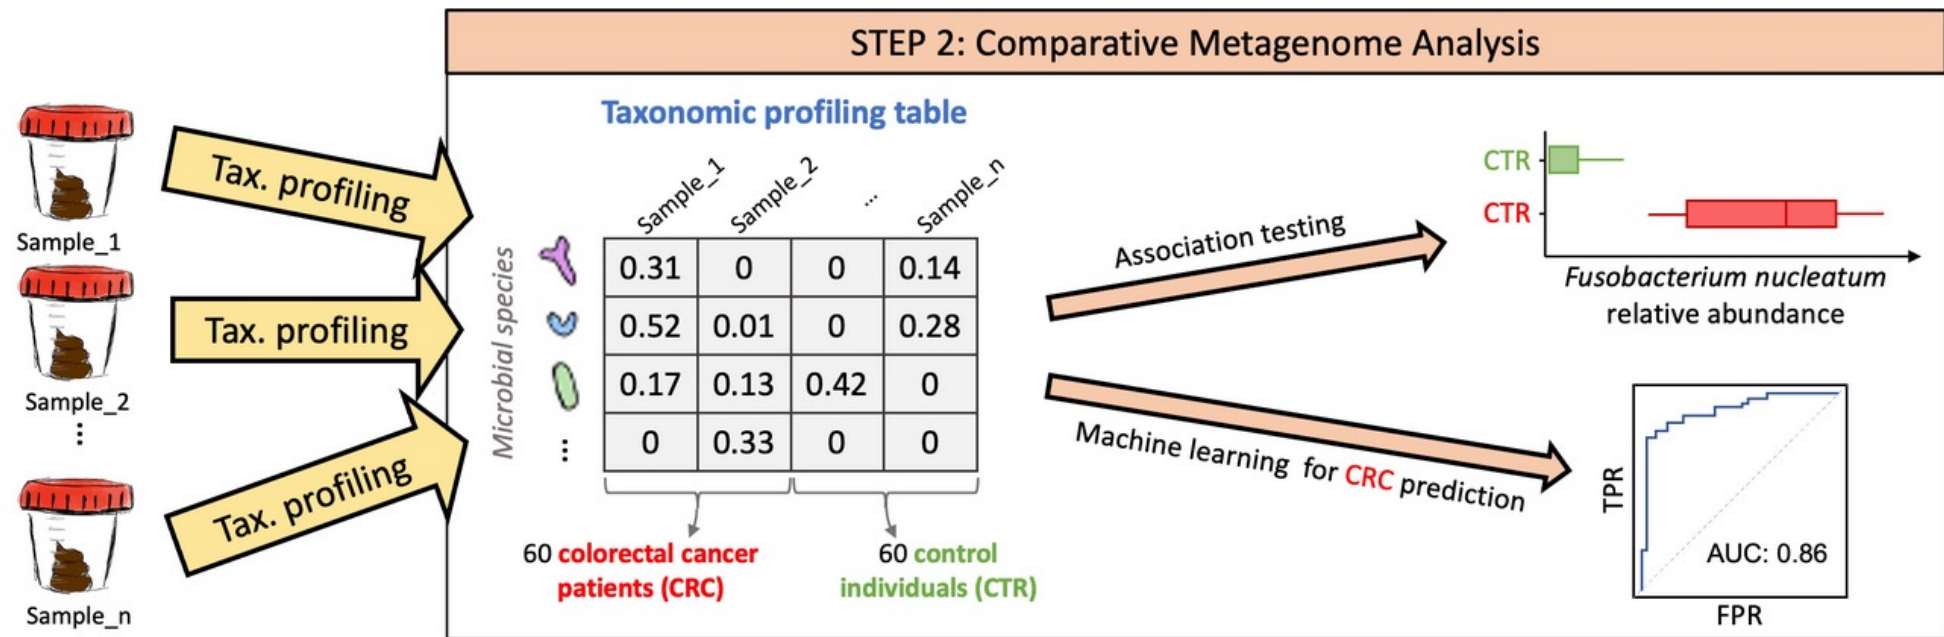 STEP 2: Comparative Metagenome Analysis
Sample_1
Sample_2
⋮
Sample_n
Tax. profiling
Tax. profiling
Tax. profiling
Taxonomic profiling table
Sample_1 Sample_2 ... Sample_n
Microbial species
0.31 0 0 0.14
0.52 0.01 0 0.28
0.17 0.13 0.42 0
⋮ 0 0.33 0 0
60 colorectal cancer
patients (CRC)
60 control
individuals (CTR)
Association testing
Machine learning for CRC prediction
CTR
CTR
Fusobacterium nucleatum
relative abundance
TPR
AUC: 0.86
FPR